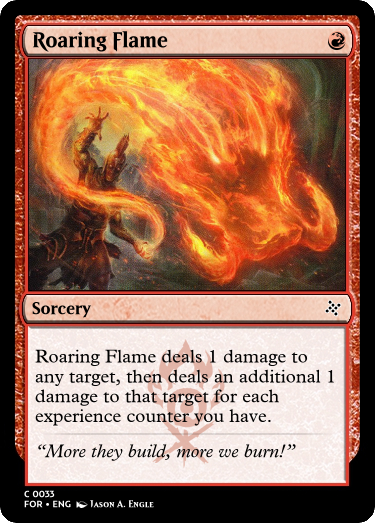 Roaring Flame
Sorcery
Roaring Flame deals 1 damage to
any target, then deals an additional 1
damage to that target for each
experience counter you have.
“More they build, more we burn!”
C 0033
FOR • ENG Jason A. Engle